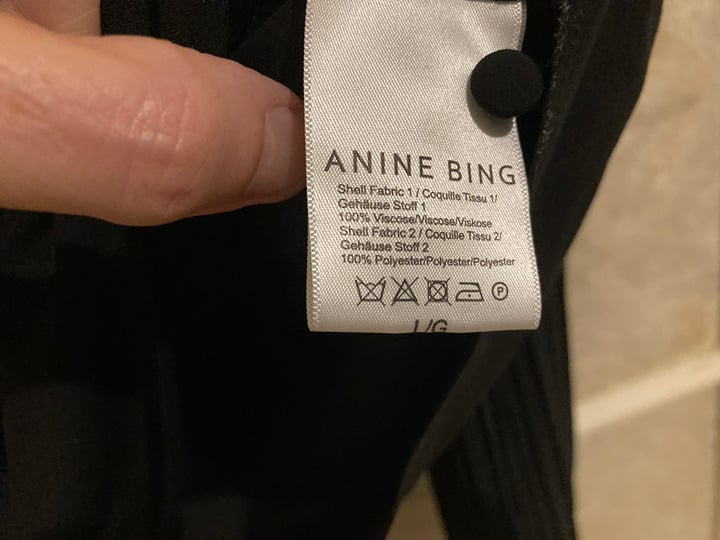 ANINE BING
Shell Fabric 1 / Coquille Tissu 1/
Gehäuse Stoff 1
100% Viscose/Viscose/Viskose
Shell Fabric 2 / Coquille Tissu 2/
Gehäuse Stoff 2
100% Polyester/Polyester/Polyester
P
L/G